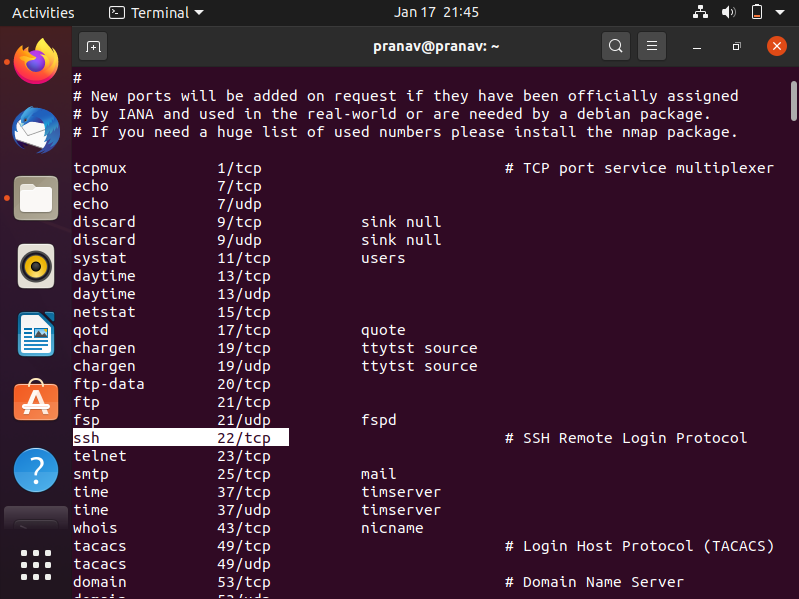 Activities Terminal Jan 17 21:45
pranav@pranav: ~
#
# New ports will be added on request if they have been officially assigned
# by IANA and used in the real-world or are needed by a debian package.
# If you need a huge list of used numbers please install the nmap package.
tcpmux 1/tcp # TCP port service multiplexer
echo 7/tcp
echo 7/udp
discard 9/tcp sink null
discard 9/udp sink null
systat 11/tcp users
daytime 13/tcp
daytime 13/udp
netstat 15/tcp
qotd 17/tcp quote
chargen 19/tcp ttytst source
chargen 19/udp ttytst source
ftp-data 20/tcp
ftp 21/tcp
fsp 21/udp fspd
ssh 22/tcp # SSH Remote Login Protocol
telnet 23/tcp
smtp 25/tcp mail
time 37/tcp timserver
time 37/udp timserver
whois 43/tcp nicname
tacacs 49/tcp # Login Host Protocol (TACACS)
tacacs 49/udp
domain 53/tcp # Domain Name Server
domain 53/udp